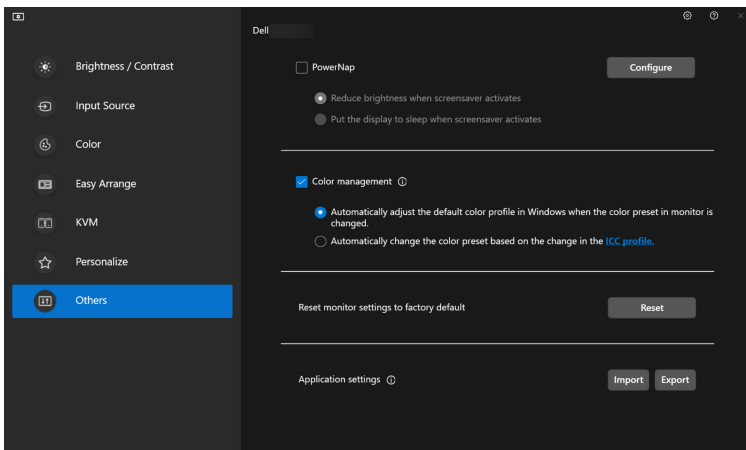 Dell
Brightness / Contrast
Input Source
Color
Easy Arrange
KVM
Personalize
Others
PowerNap
Configure
Reduce brightness when screensaver activates
Put the display to sleep when screensaver activates
Color management
Automatically adjust the default color profile in Windows when the color preset in monitor is
changed.
Automatically change the color preset based on the change in the ICC profile.
Reset monitor settings to factory default
Reset
Application settings
Import
Export